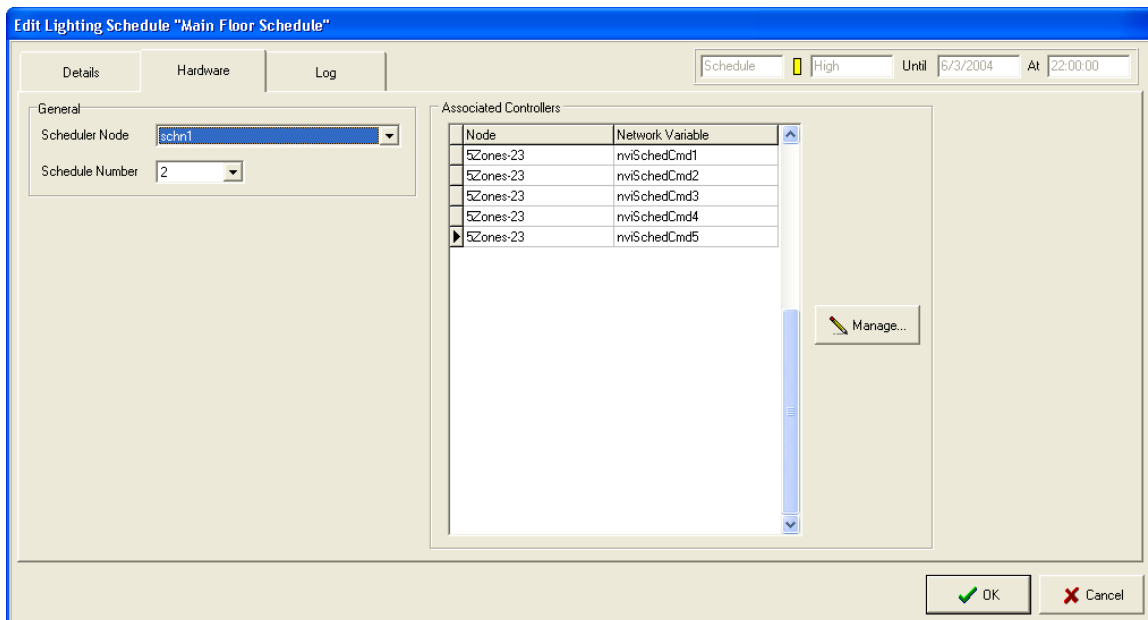 Edit Lighting Schedule "Main Floor Schedule"
Details Hardware Log
Schedule High Until 6/3/2004 At 22:00:00
General
Scheduler Node schn1
Schedule Number 2
Associated Controllers
Node Network Variable
5Zones-23 nviSchedCmd1
5Zones-23 nviSchedCmd2
5Zones-23 nviSchedCmd3
5Zones-23 nviSchedCmd4
5Zones-23 nviSchedCmd5
Manage...
OK Cancel